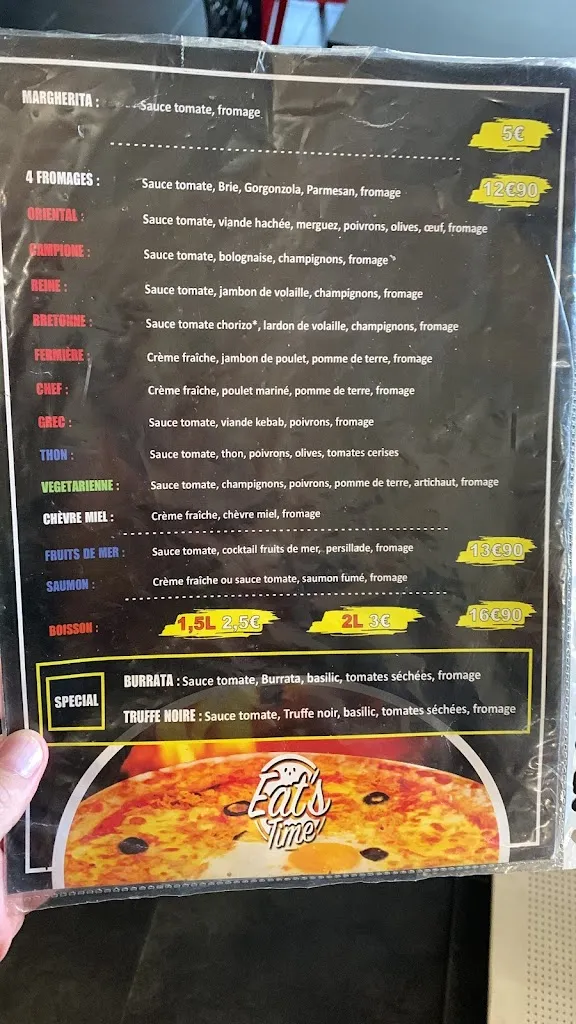 MARGHERITA : Sauce tomate, fromage
5€
4 FROMAGES : Sauce tomate, Brie, Gorgonzola, Parmesan, fromage 12€90
ORIENTAL : Sauce tomate, viande hachée, merguez, poivrons, olives, œuf, fromage
CAMPIONE : Sauce tomate, bolognaise, champignons, fromage
REINE : Sauce tomate, jambon de volaille, champignons, fromage
BRETONNE : Sauce tomate chorizo*, lardon de volaille, champignons, fromage
FERMIÈRE : Crème fraîche, jambon de poulet, pomme de terre, fromage
CHEF : Crème fraîche, poulet mariné, pomme de terre, fromage
GREC : Sauce tomate, viande kebab, poivrons, fromage
THON : Sauce tomate, thon, poivrons, olives, tomates cerises
VEGETARIENNE : Sauce tomate, champignons, poivrons, pomme de terre, artichaut, fromage
CHÈVRE MIEL : Crème fraîche, chèvre miel, fromage
FRUITS DE MER : Sauce tomate, cocktail fruits de mer, persillade, fromage 13€90
SAUMON : Crème fraîche ou sauce tomate, saumon fumé, fromage
BOISSON : 1,5L 2,5€ 2L 3€ 16€90
SPECIAL
BURRATA : Sauce tomate, Burrata, basilic, tomates séchées, fromage
TRUFFE NOIRE : Sauce tomate, Truffe noir, basilic, tomates séchées, fromage
Eat's
Time